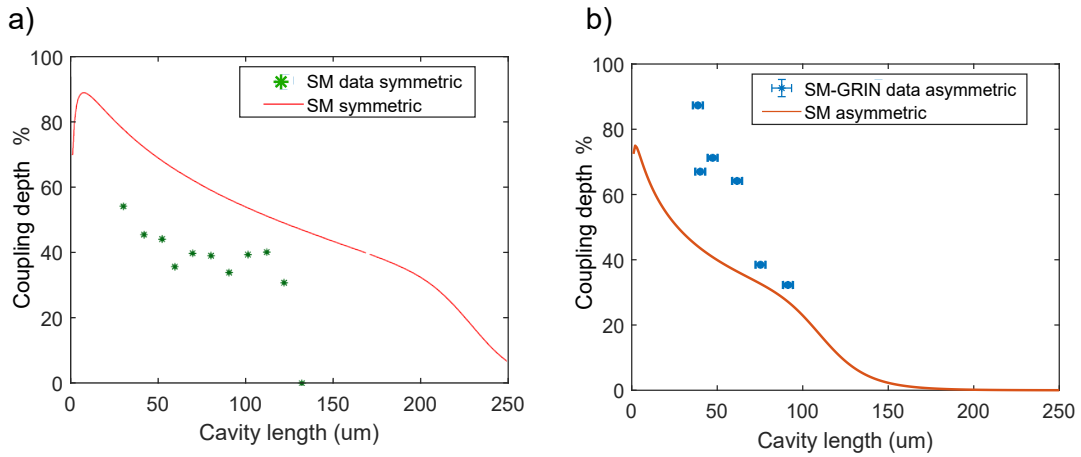 a)
100
80
60
40
20
0
Coupling depth %
SM data symmetric
SM symmetric
0 50 100 150 200 250
Cavity length (um)
b)
100
80
60
40
20
0
Coupling depth %
SM-GRIN data asymmetric
SM asymmetric
0 50 100 150 200 250
Cavity length (um)